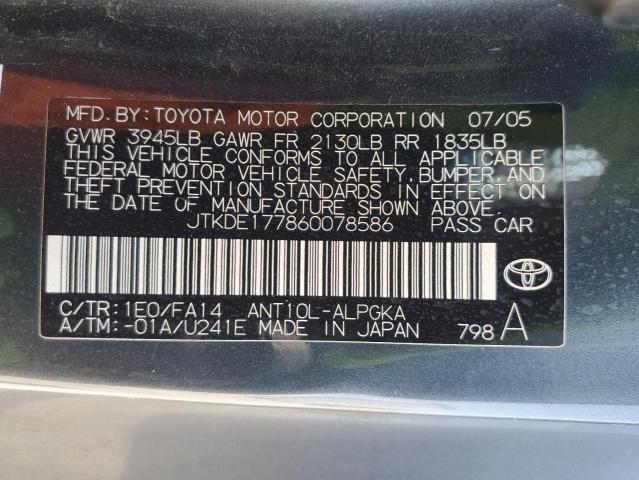 MFD. BY: TOYOTA MOTOR CORPORATION 07/05
GVWR 3945LB GAWR FR 2130LB RR 1835LB
THIS VEHICLE CONFORMS TO ALL APPLICABLE
FEDERAL MOTOR VEHICLE SAFETY, BUMPER, AND
THEFT PREVENTION STANDARDS IN EFFECT ON
THE DATE OF MANUFACTURE SHOWN ABOVE.
JTKDE177860078586 PASS CAR
C/TR: 1E0/FA14 ANT10L-ALPGKA
A/TM: -01A/U241E MADE IN JAPAN 798 A